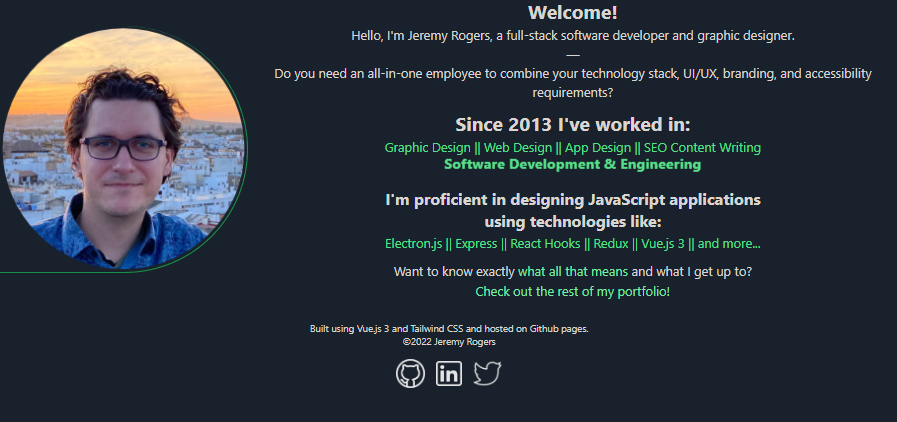 Welcome!
Hello, I'm Jeremy Rogers, a full-stack software developer and graphic designer.
—
Do you need an all-in-one employee to combine your technology stack, UI/UX, branding, and accessibility
requirements?
Since 2013 I've worked in:
Graphic Design || Web Design || App Design || SEO Content Writing
Software Development & Engineering
I'm proficient in designing JavaScript applications
using technologies like:
Electron.js || Express || React Hooks || Redux || Vue.js 3 || and more...
Want to know exactly what all that means and what I get up to?
Check out the rest of my portfolio!
Built using Vue.js 3 and Tailwind CSS and hosted on Github pages.
©2022 Jeremy Rogers
in